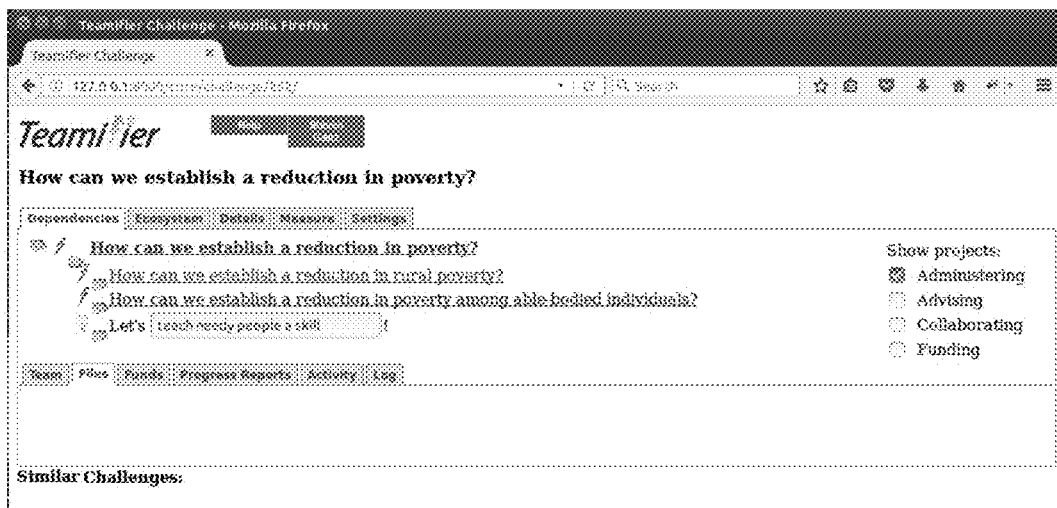 Teamifier Challenge - Mozilla Firefox
Teamifier Challenge
Search
Teamifier
How can we establish a reduction in poverty?
Dependencies Ecosystem Details Measure Settings
How can we establish a reduction in poverty?
How can we establish a reduction in rural poverty?
How can we establish a reduction in poverty among able-bodied individuals?
Let's teach needy people a skill !
Show projects:
Administering
Advising
Collaborating
Funding
Team Files Funds Progress Reports Activity Log
Similar Challenges: